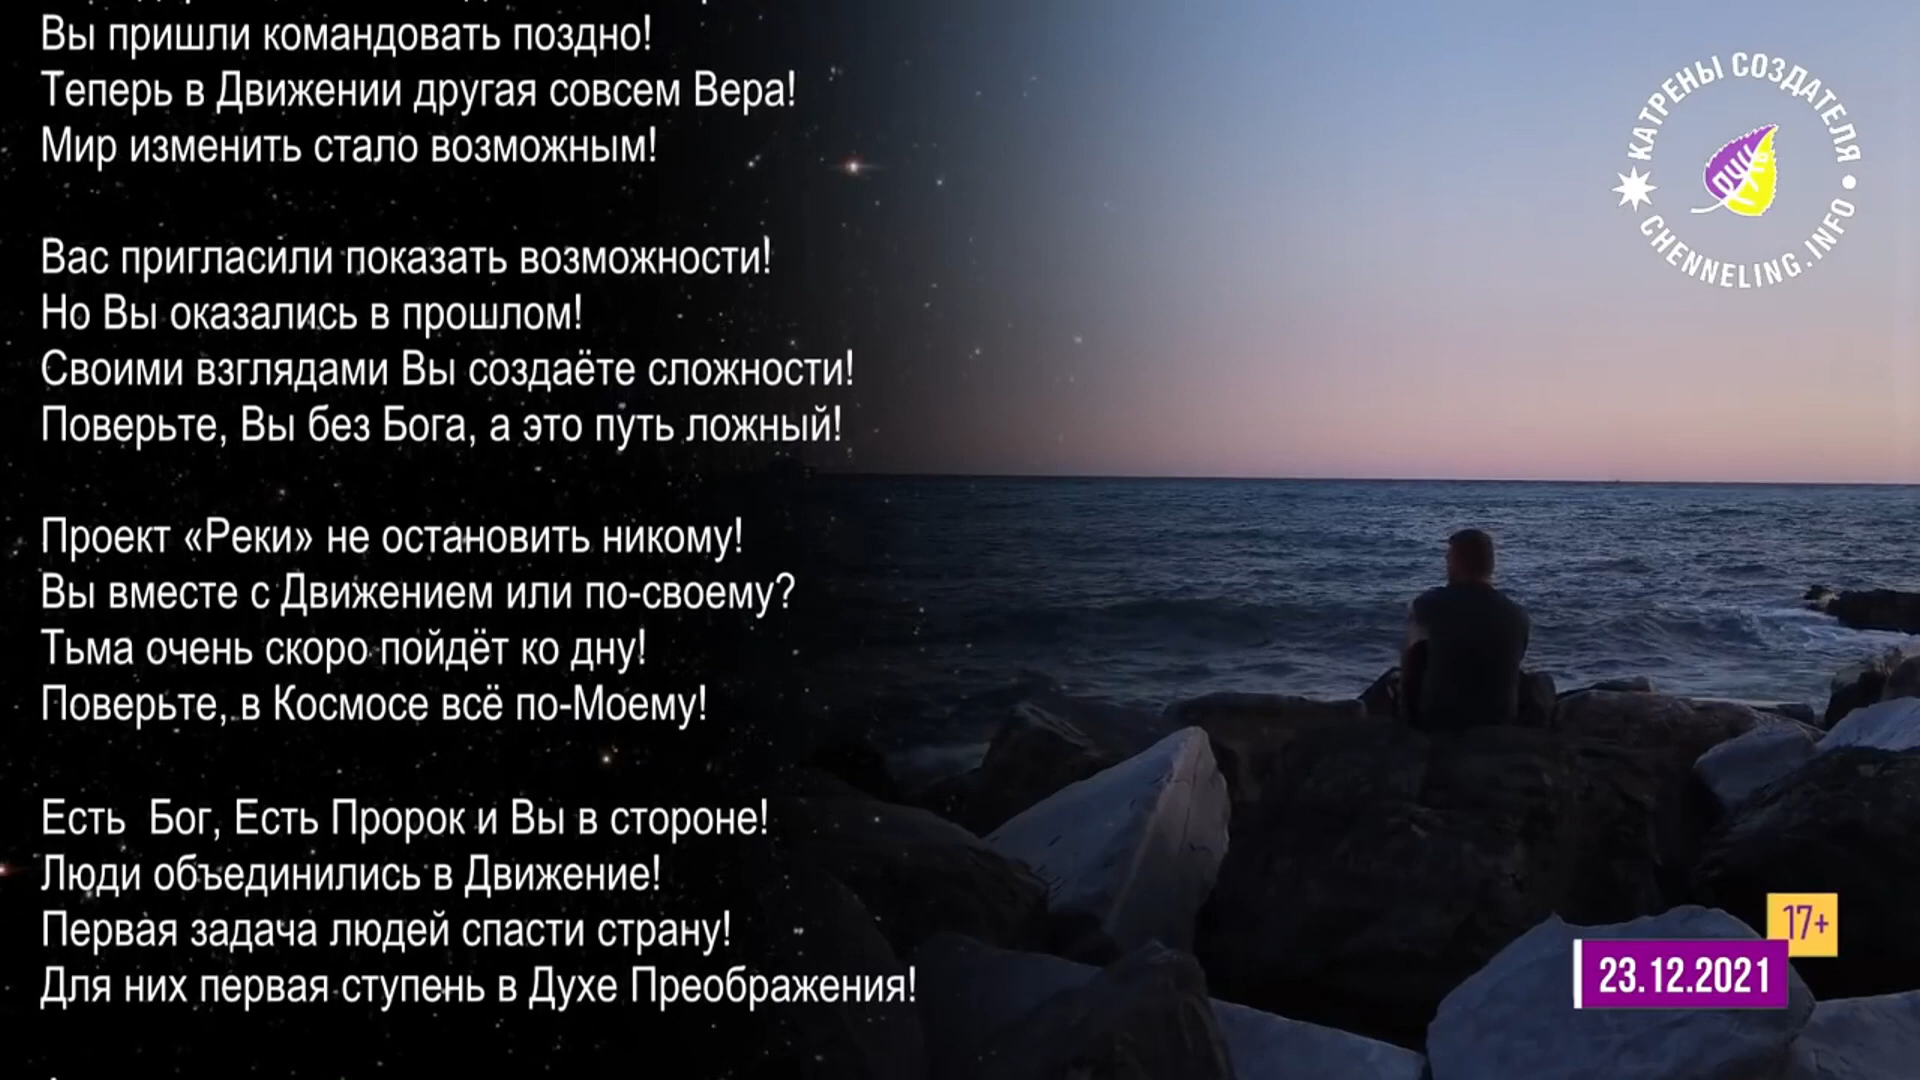 Вы пришли командовать поздно!
Теперь в Движении другая совсем Вера!
Мир изменить стало возможным!
Вас пригласили показать возможности!
Но Вы оказались в прошлом!
Своими взглядами Вы создаёте сложности!
Поверьте, Вы без Бога, а это путь ложный!
Проект «Реки» не остановить никому!
Вы вместе с Движением или по-своему?
Тьма очень скоро пойдёт ко дну!
Поверьте, в Космосе всё по-Моему!
Есть  Бог, Есть Пророк и Вы в стороне!
Люди объединились в Движение!
Первая задача людей спасти страну!
Для них первая ступень в Духе Преображения!
КАТРЕНЫ СОЗДАТЕЛЯ
CHENNELING.INFO
17+
23.12.2021